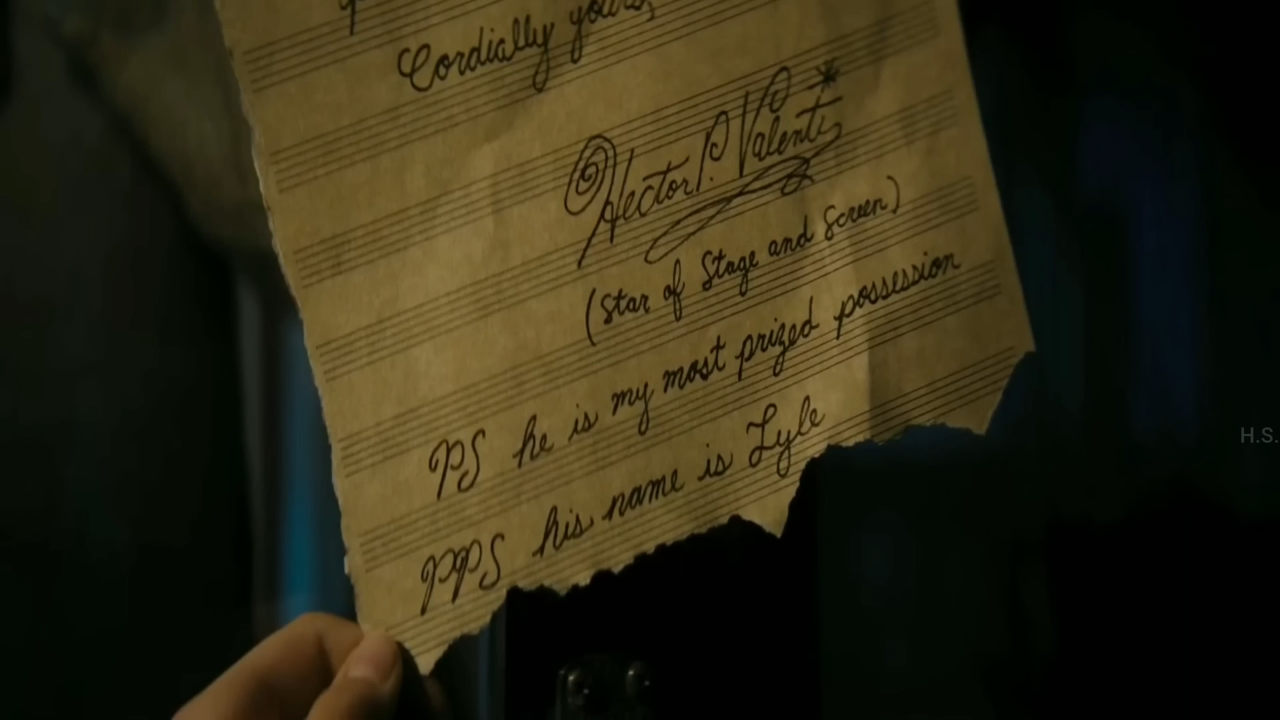 Cordially yours,
Hector P. Valenti*
(Star of Stage and Screen)
PS he is my most prized possession
PPS his name is Lyle
H.S.